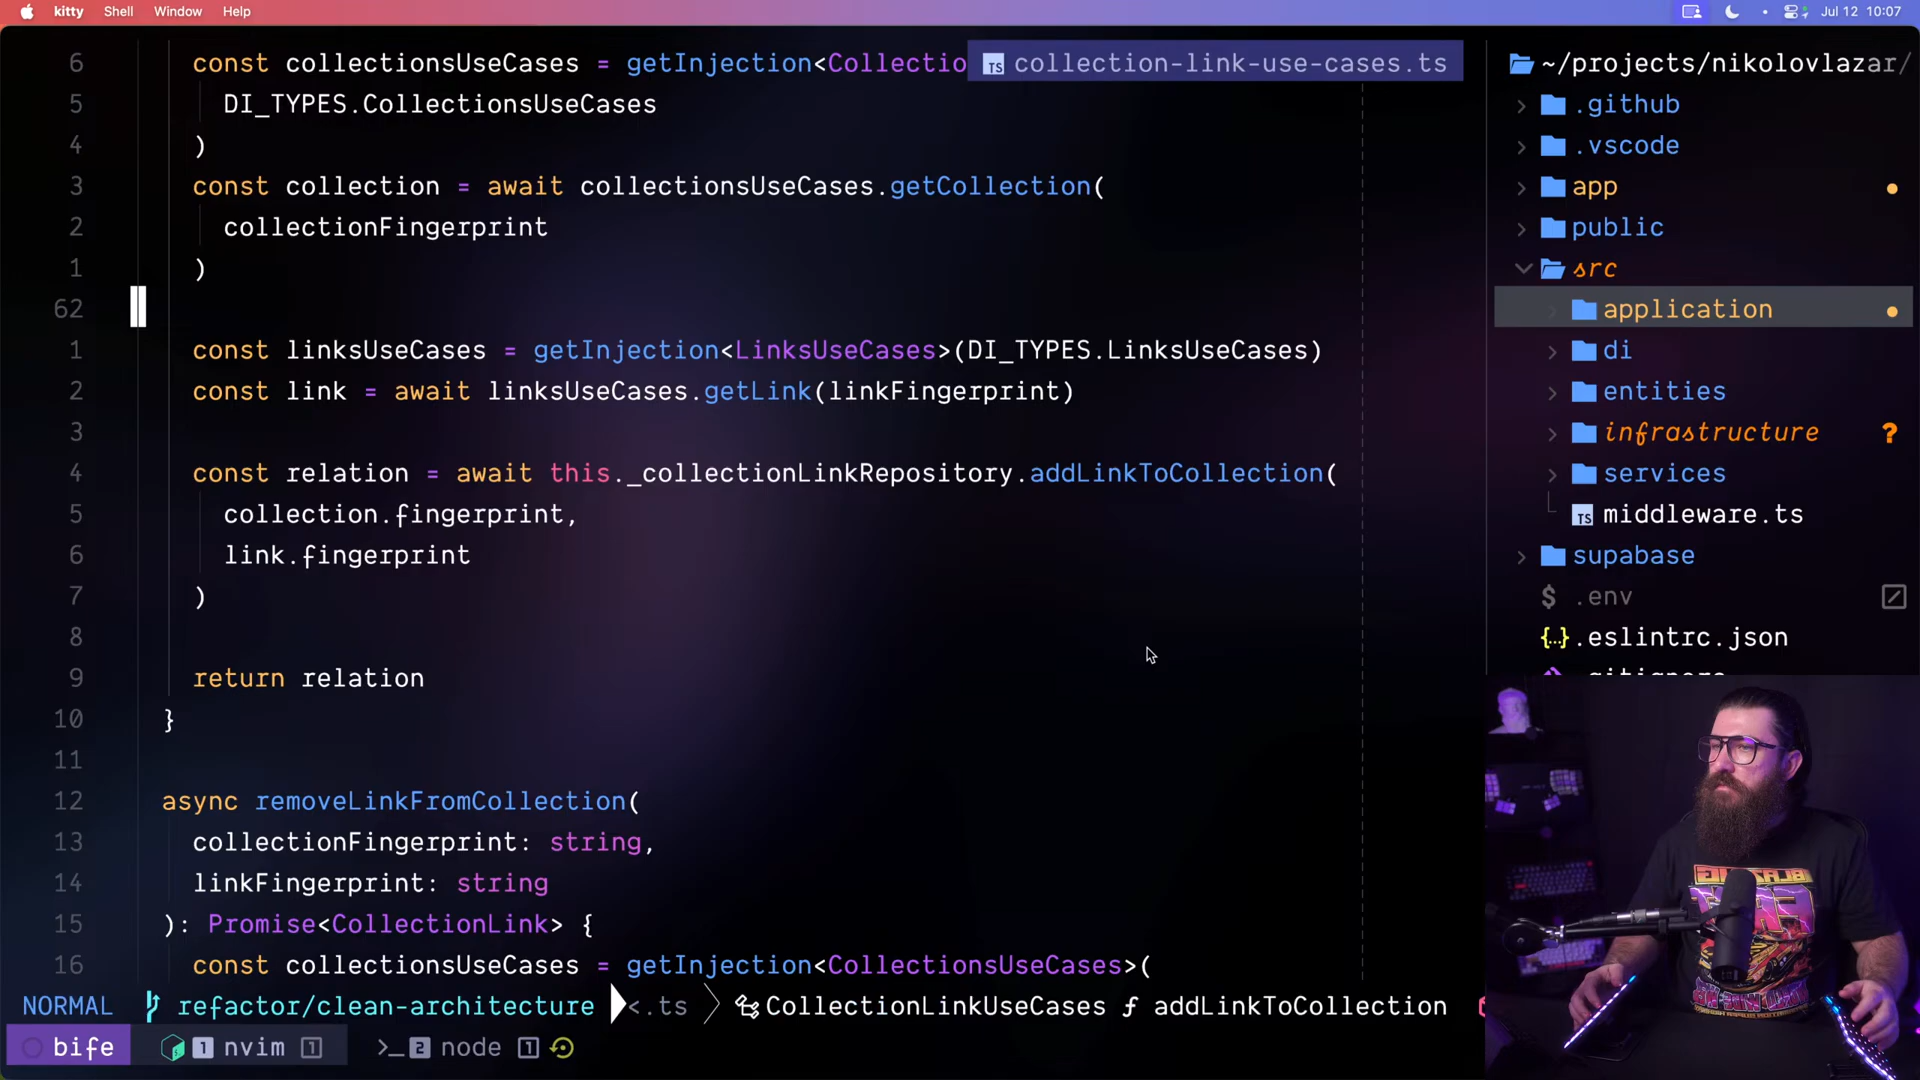 kitty Shell Window Help
Jul 12 10:07
6 const collectionsUseCases = getInjection<Collectio
collection-link-use-cases.ts
5 DI_TYPES.CollectionsUseCases
4 )
3 const collection = await collectionsUseCases.getCollection(
2 collectionFingerprint
1 )
62
1 const linksUseCases = getInjection<LinksUseCases>(DI_TYPES.LinksUseCases)
2 const link = await linksUseCases.getLink(linkFingerprint)
3
4 const relation = await this._collectionLinkRepository.addLinkToCollection(
5 collection.fingerprint,
6 link.fingerprint
7 )
8
9 return relation
10 }
11
12 async removeLinkFromCollection(
13 collectionFingerprint: string,
14 linkFingerprint: string
15 ): Promise<CollectionLink> {
16 const collectionsUseCases = getInjection<CollectionsUseCases>(
NORMAL refactor/clean-architecture <.ts CollectionLinkUseCases ƒ addLinkToCollection
bife 1 nvim 1 >_ 2 node 1
~/projects/nikolovlazar/
.github
.vscode
app
public
src
application
di
entities
infrastructure ?
services
TS middleware.ts
supabase
$ .env
{..} .eslintrc.json